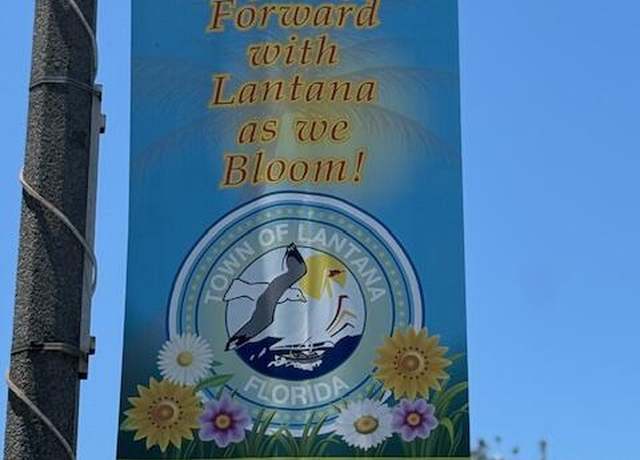 Forward
with
Lantana
as we
Bloom!
TOWN OF LANTANA
FLORIDA